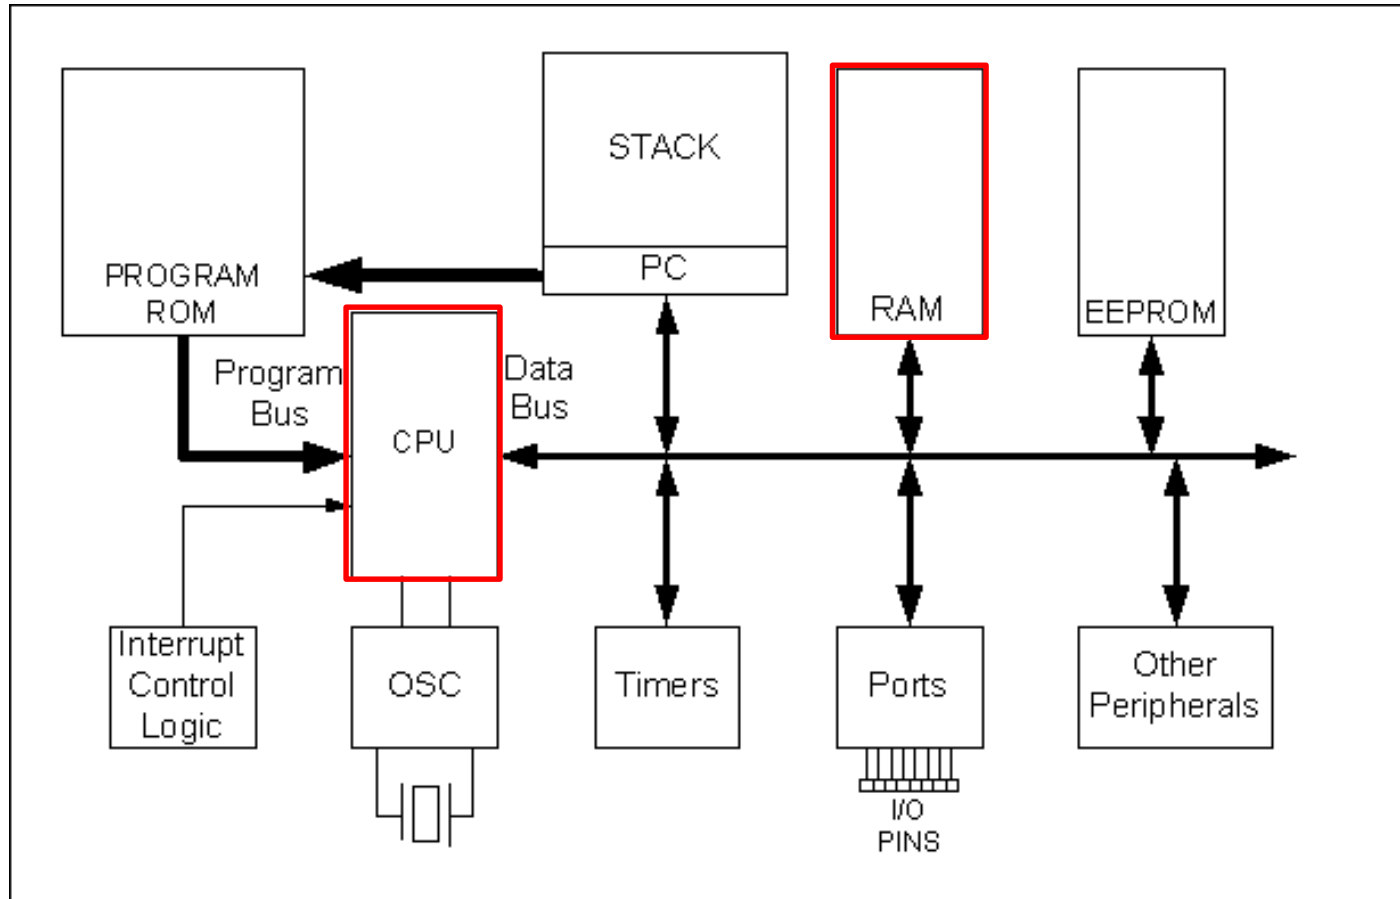 STACK
PC
PROGRAM
ROM
RAM
EEPROM
Program
Bus
Data
Bus
CPU
Interrupt
Control
Logic
OSC
Timers
Ports
Other
Peripherals
I/O
PINS